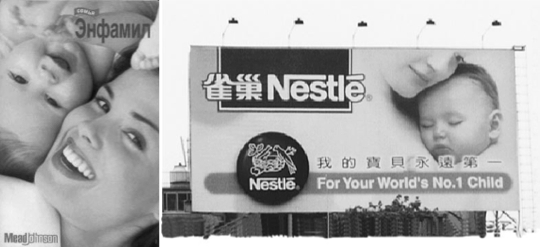 серия
Энфамил
MeadJohnson
雀巢 Nestlé®
Nestlé®
我的寶貝永遠第一
For Your World's No.1 Child